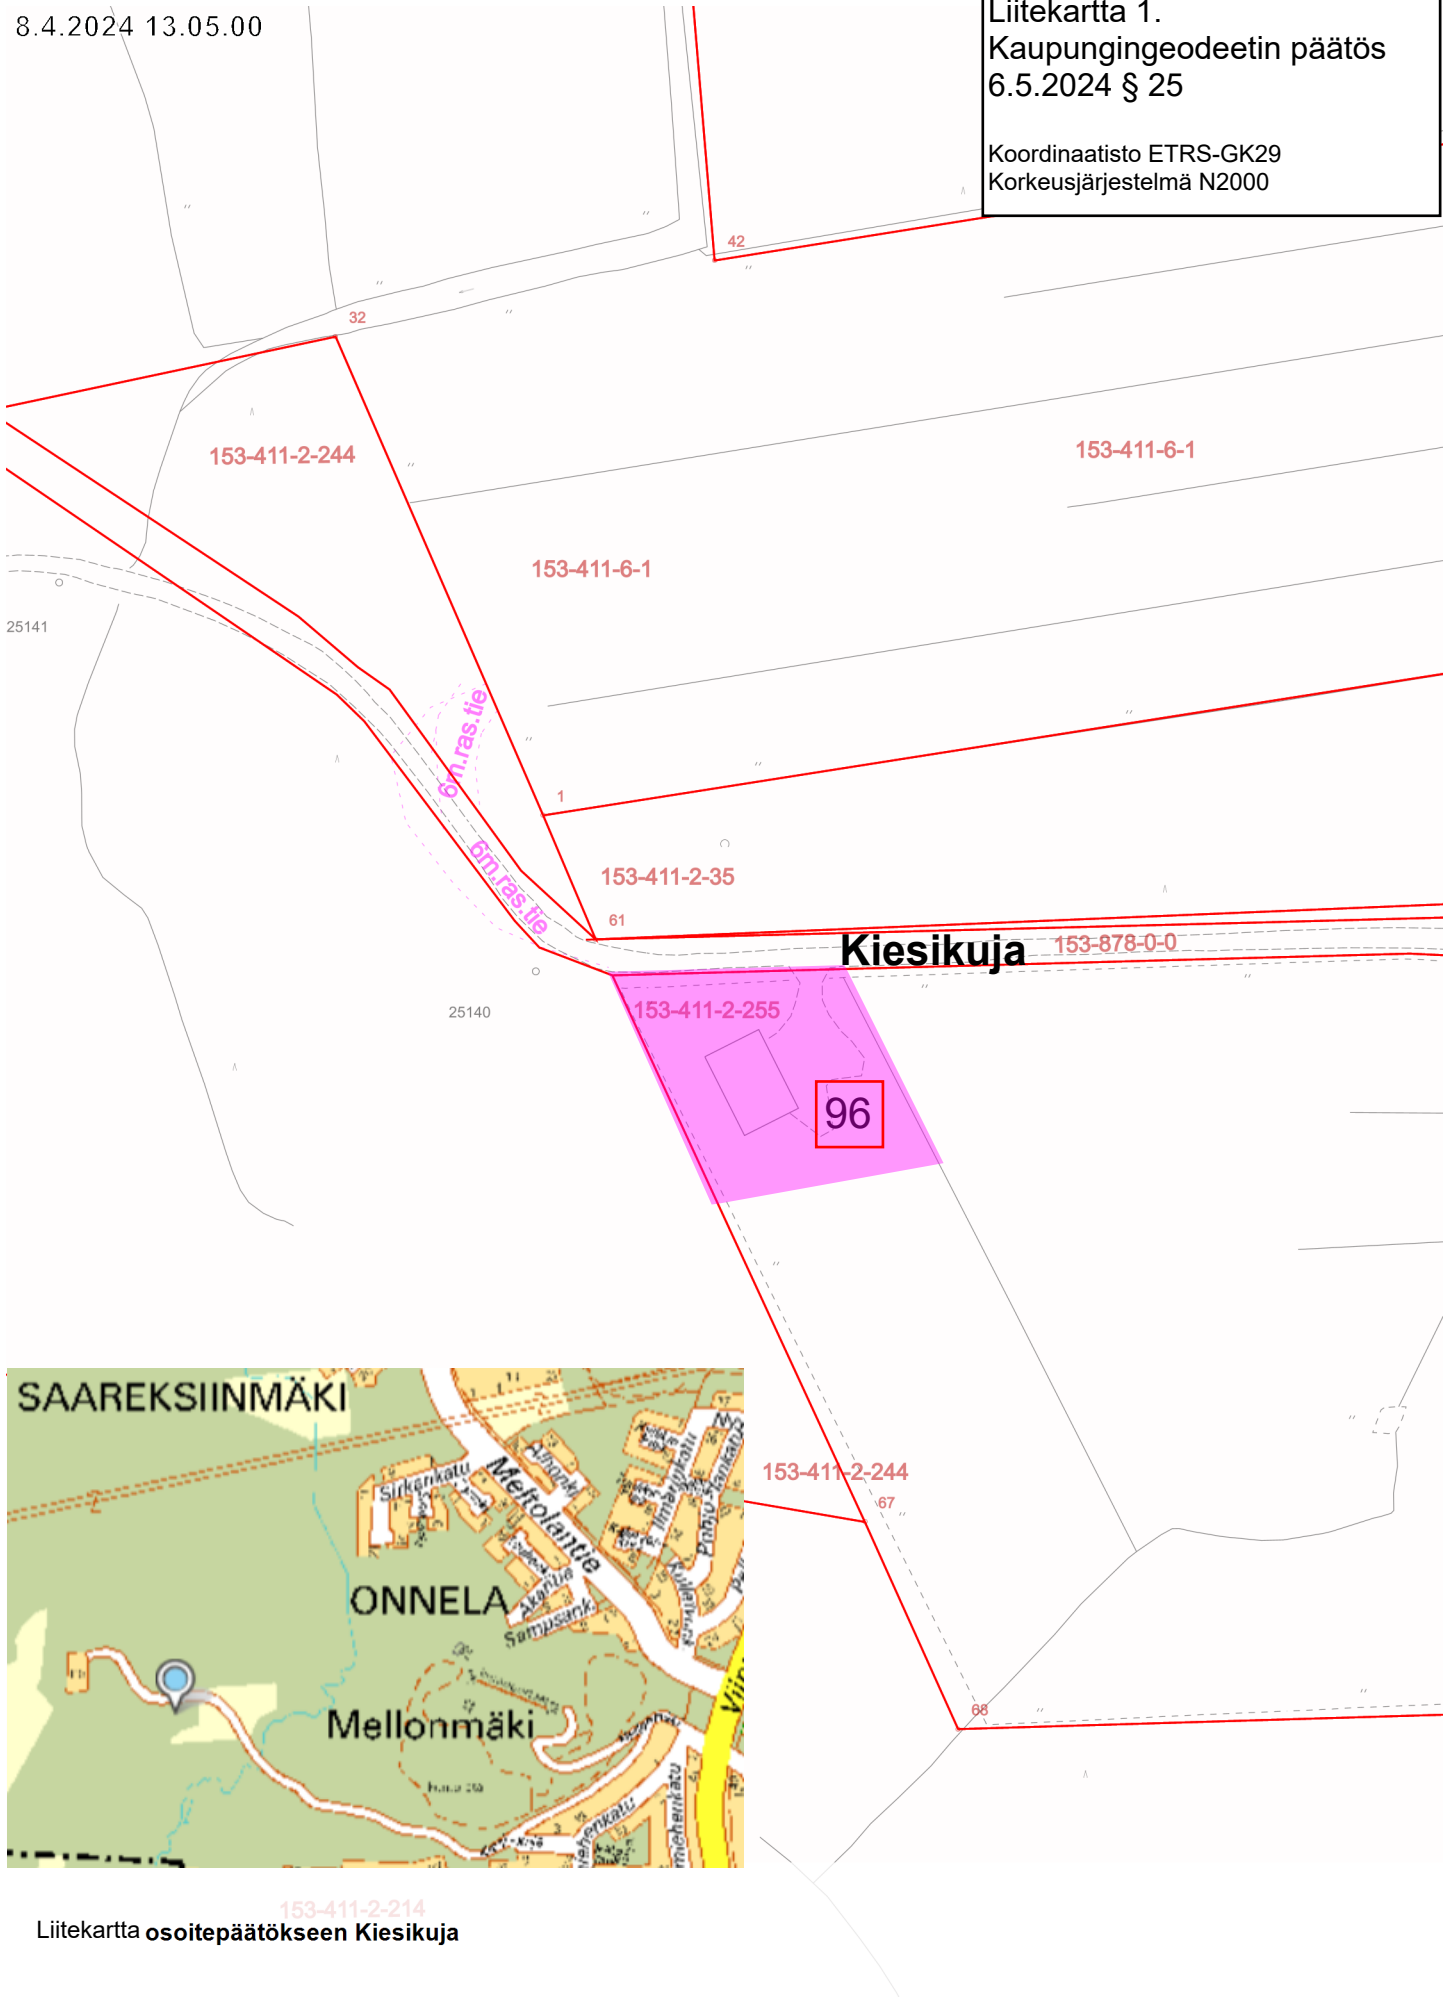 8.4.2024 13.05.00
Liitekartta 1.
Kaupungingeodeetin päätös
6.5.2024 § 25
Koordinaatisto ETRS-GK29
Korkeusjärjestelmä N2000
42
32
153-411-2-244
153-411-6-1
153-411-6-1
25141
6m.ras.tie
1
6m.ras.tie
153-411-2-35
61
Kiesikuja
153-878-0-0
25140
153-411-2-255
96
SAAREKSIINMÄKI
Sirkankatu
Meltolantie
Ilmarinkatu
ONNELA
Sampsank.
Mellonmäki
153-411-2-244
67
68
153-411-2-214
Liitekartta osoitepäätökseen Kiesikuja